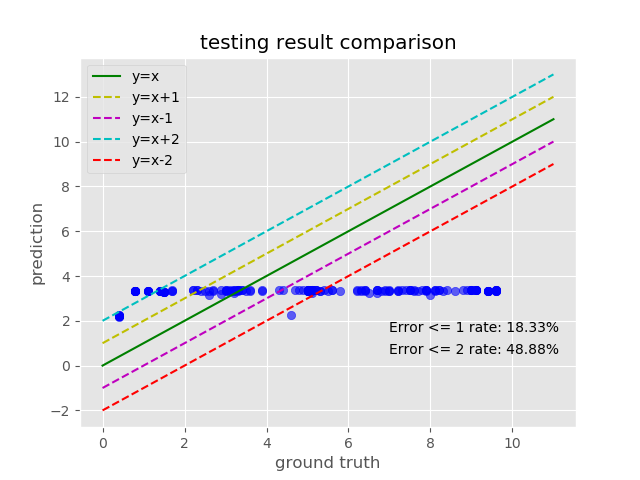 testing result comparison
y=x
y=x+1
y=x-1
y=x+2
y=x-2
12
10
8
6
4
2
0
−2
prediction
Error <= 1 rate: 18.33%
Error <= 2 rate: 48.88%
0 2 4 6 8 10
ground truth